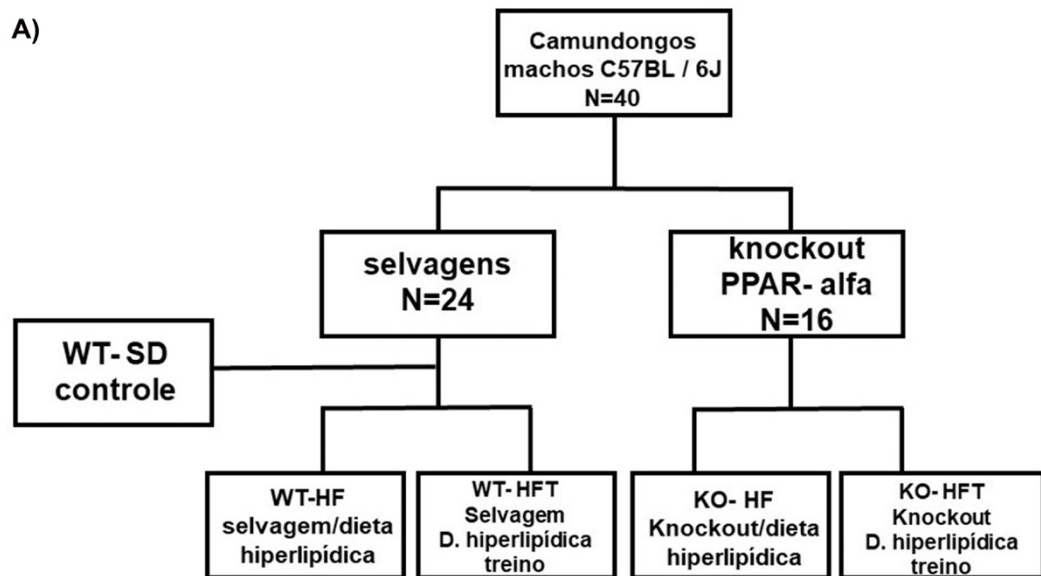 A)
Camundongos
machos C57BL / 6J
N=40
selvagens
N=24
knockout
PPAR- alfa
N=16
WT- SD
controle
WT-HF
selvagem/dieta
hiperlipídica
WT- HFT
Selvagem
D. hiperlipídica
treino
KO- HF
Knockout/dieta
hiperlipídica
KO- HFT
Knockout
D. hiperlipídica
treino